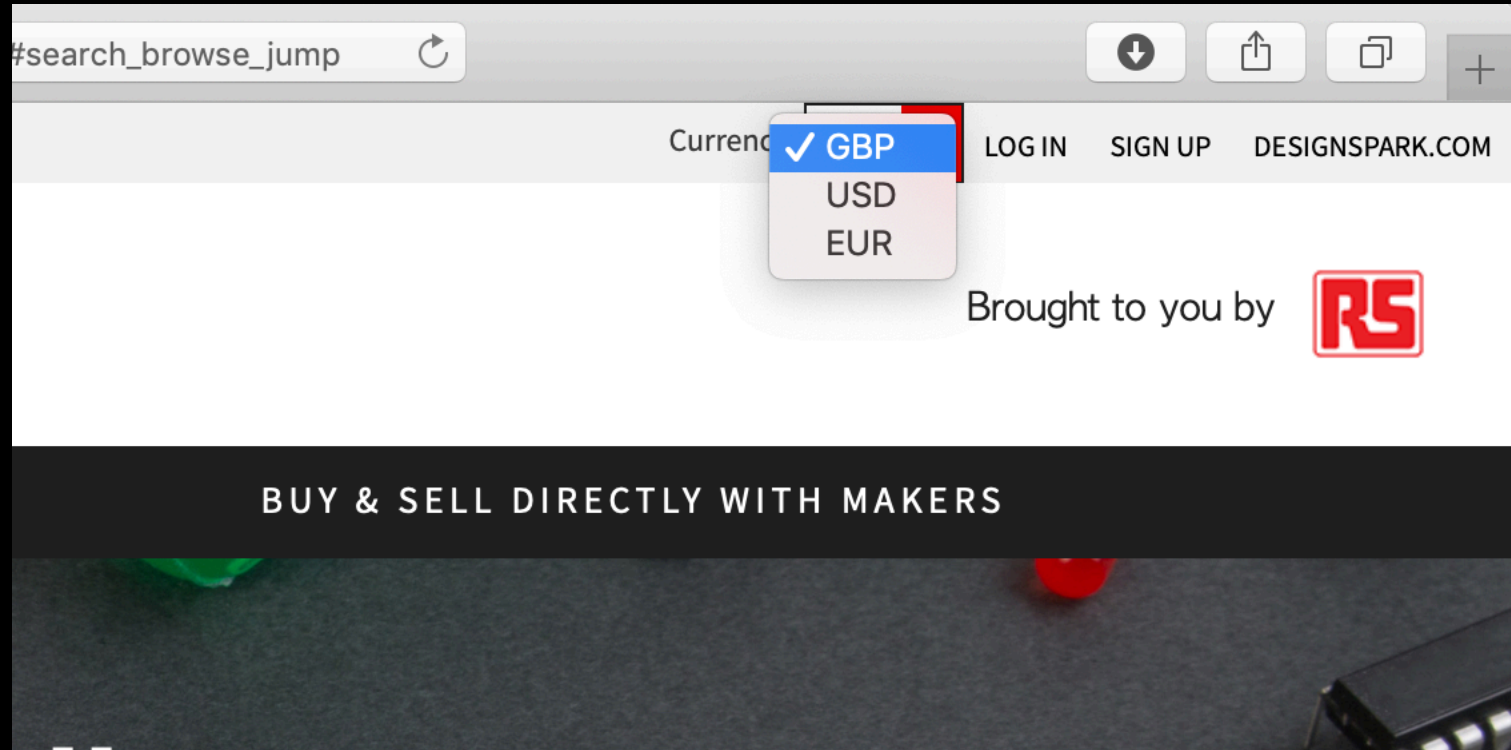 #search_browse_jump
Currenc GBP LOG IN SIGN UP DESIGNSPARK.COM
USD
EUR
Brought to you by RS
BUY & SELL DIRECTLY WITH MAKERS